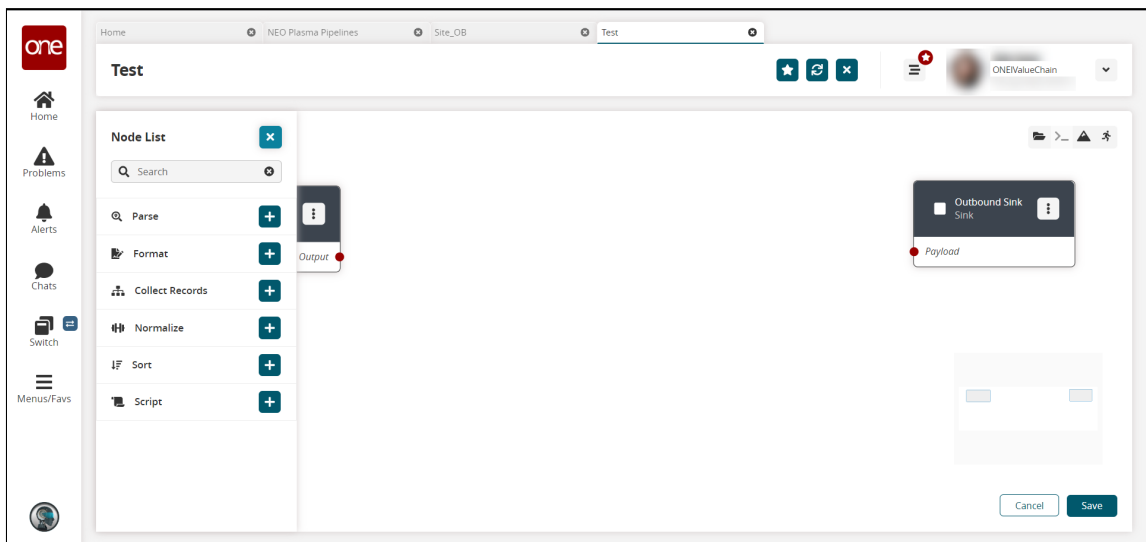 one
Home
Problems
Alerts
Chats
Switch
Menus/Favs
Home
NEO Plasma Pipelines
Site_OB
Test
Test
ONEIValueChain
Node List
Search
Parse
Format
Collect Records
Normalize
Sort
Script
Output
Outbound Sink
Sink
Payload
Cancel
Save